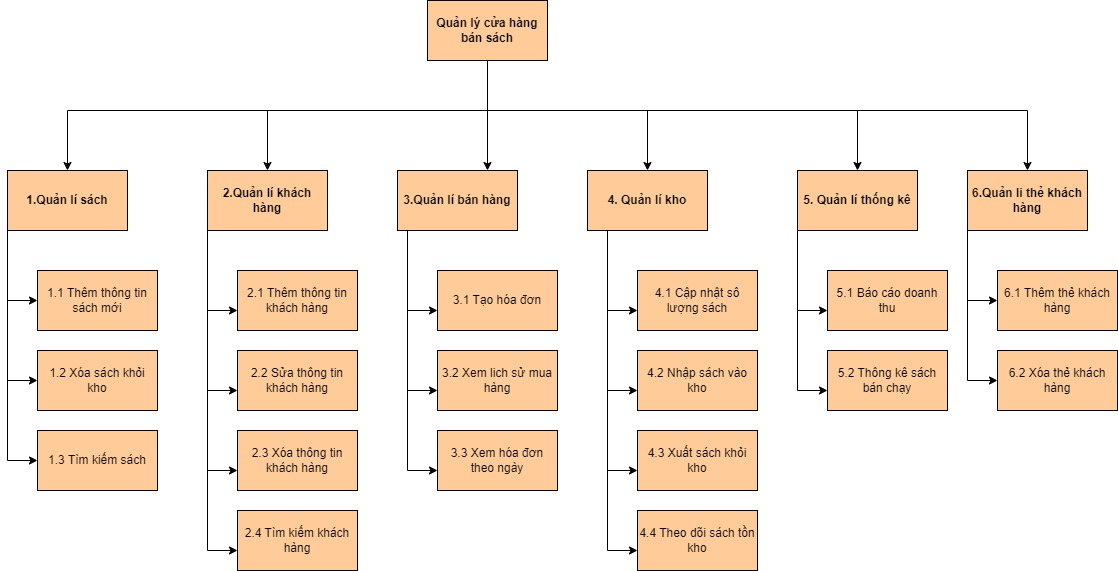 Quản lý cửa hàng
bán sách
1.Quản lí sách
2.Quản lí khách
hàng
3.Quản lí bán hàng
4. Quản lí kho
5. Quản lí thống kê
6.Quản li thẻ khách
hàng
1.1 Thêm thông tin
sách mới
1.2 Xóa sách khỏi
kho
1.3 Tìm kiếm sách
2.1 Thêm thông tin
khách hàng
2.2 Sửa thông tin
khách hàng
2.3 Xóa thông tin
khách hàng
2.4 Tìm kiếm khách
hàng
3.1 Tạo hóa đơn
3.2 Xem lich sử mua
hàng
3.3 Xem hóa đơn
theo ngày
4.1 Cập nhật sô
lượng sách
4.2 Nhập sách vào
kho
4.3 Xuất sách khỏi
kho
4.4 Theo dõi sách tồn
kho
5.1 Báo cáo doanh
thu
5.2 Thống kê sách
bán chạy
6.1 Thêm thẻ khách
hàng
6.2 Xóa thẻ khách
hàng